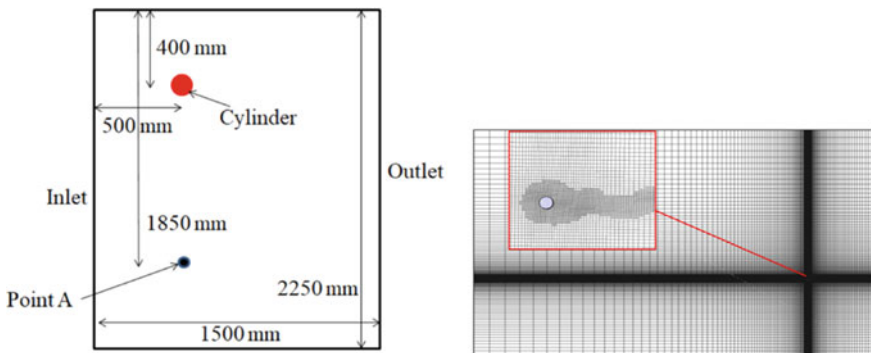 400 mm
Cylinder
500 mm
Outlet
Inlet
1850 mm
Point A
2250 mm
1500 mm